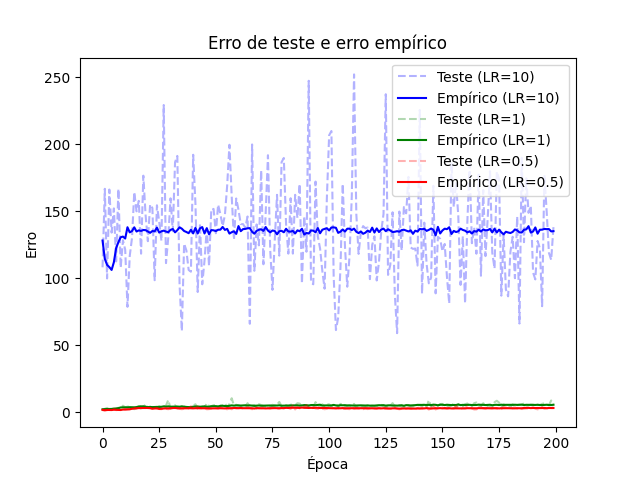 Erro de teste e erro empírico
Teste (LR=10)
Empírico (LR=10)
Teste (LR=1)
Empírico (LR=1)
Teste (LR=0.5)
Empírico (LR=0.5)
Erro
250
200
150
100
50
0
0
25
50
75
100
125
150
175
200
Época